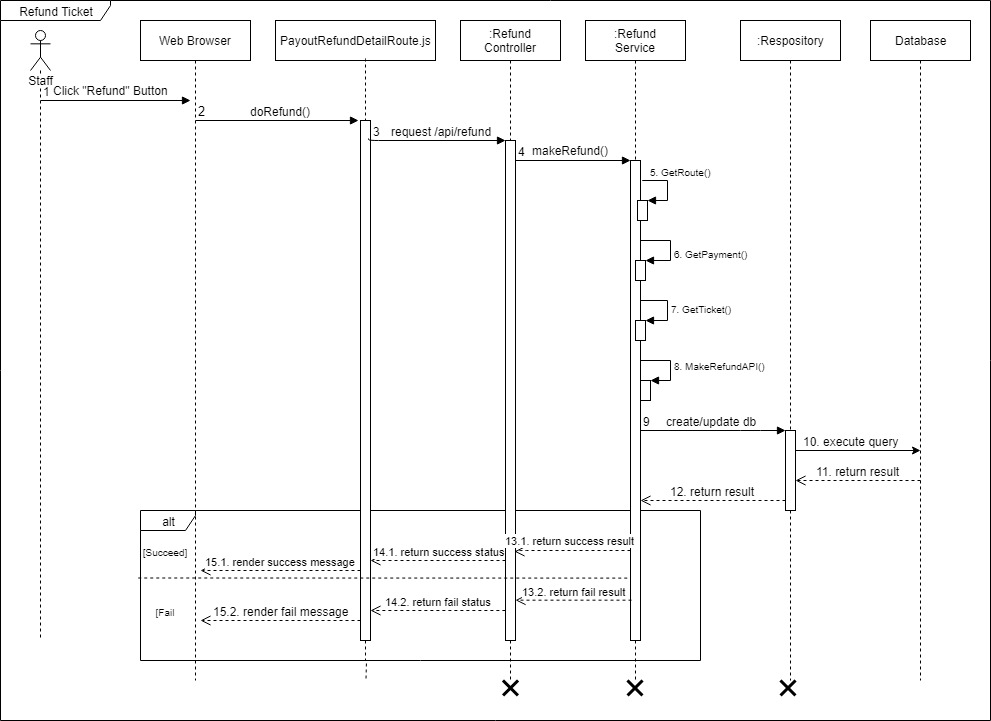 Refund Ticket
Staff
Web Browser
PayoutRefundDetailRoute.js
:Refund
Controller
:Refund
Service
:Respository
Database
1 Click "Refund" Button
2 doRefund()
3 request /api/refund
4 makeRefund()
5. GetRoute()
6. GetPayment()
7. GetTicket()
8. MakeRefundAPI()
9 create/update db
10. execute query
11. return result
12. return result
alt
[Succeed]
13.1. return success result
14.1. return success status
15.1. render success message
[Fail
13.2. return fail result
14.2. return fail status
15.2. render fail message